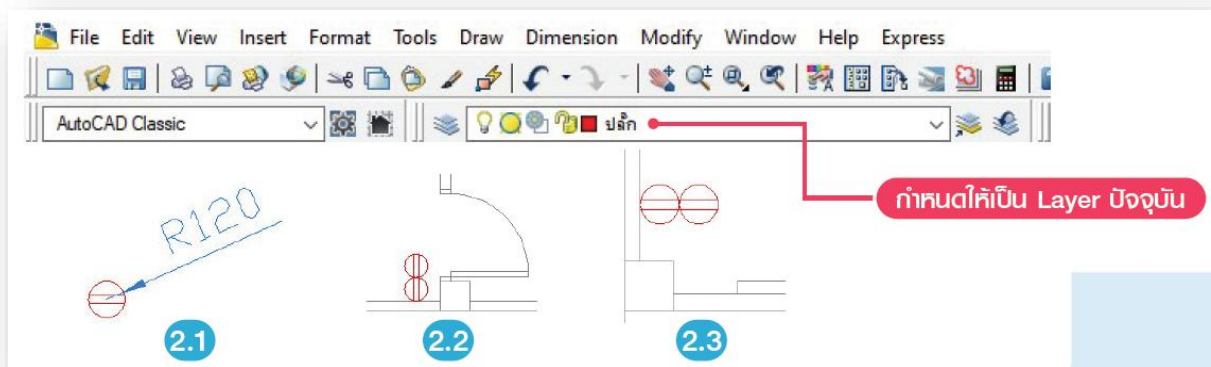 File Edit View Insert Format Tools Draw Dimension Modify Window Help Express
AutoCAD Classic
ปลั๊ก
กำหนดให้เป็น Layer ปัจจุบัน
R120
2.1
2.2
2.3